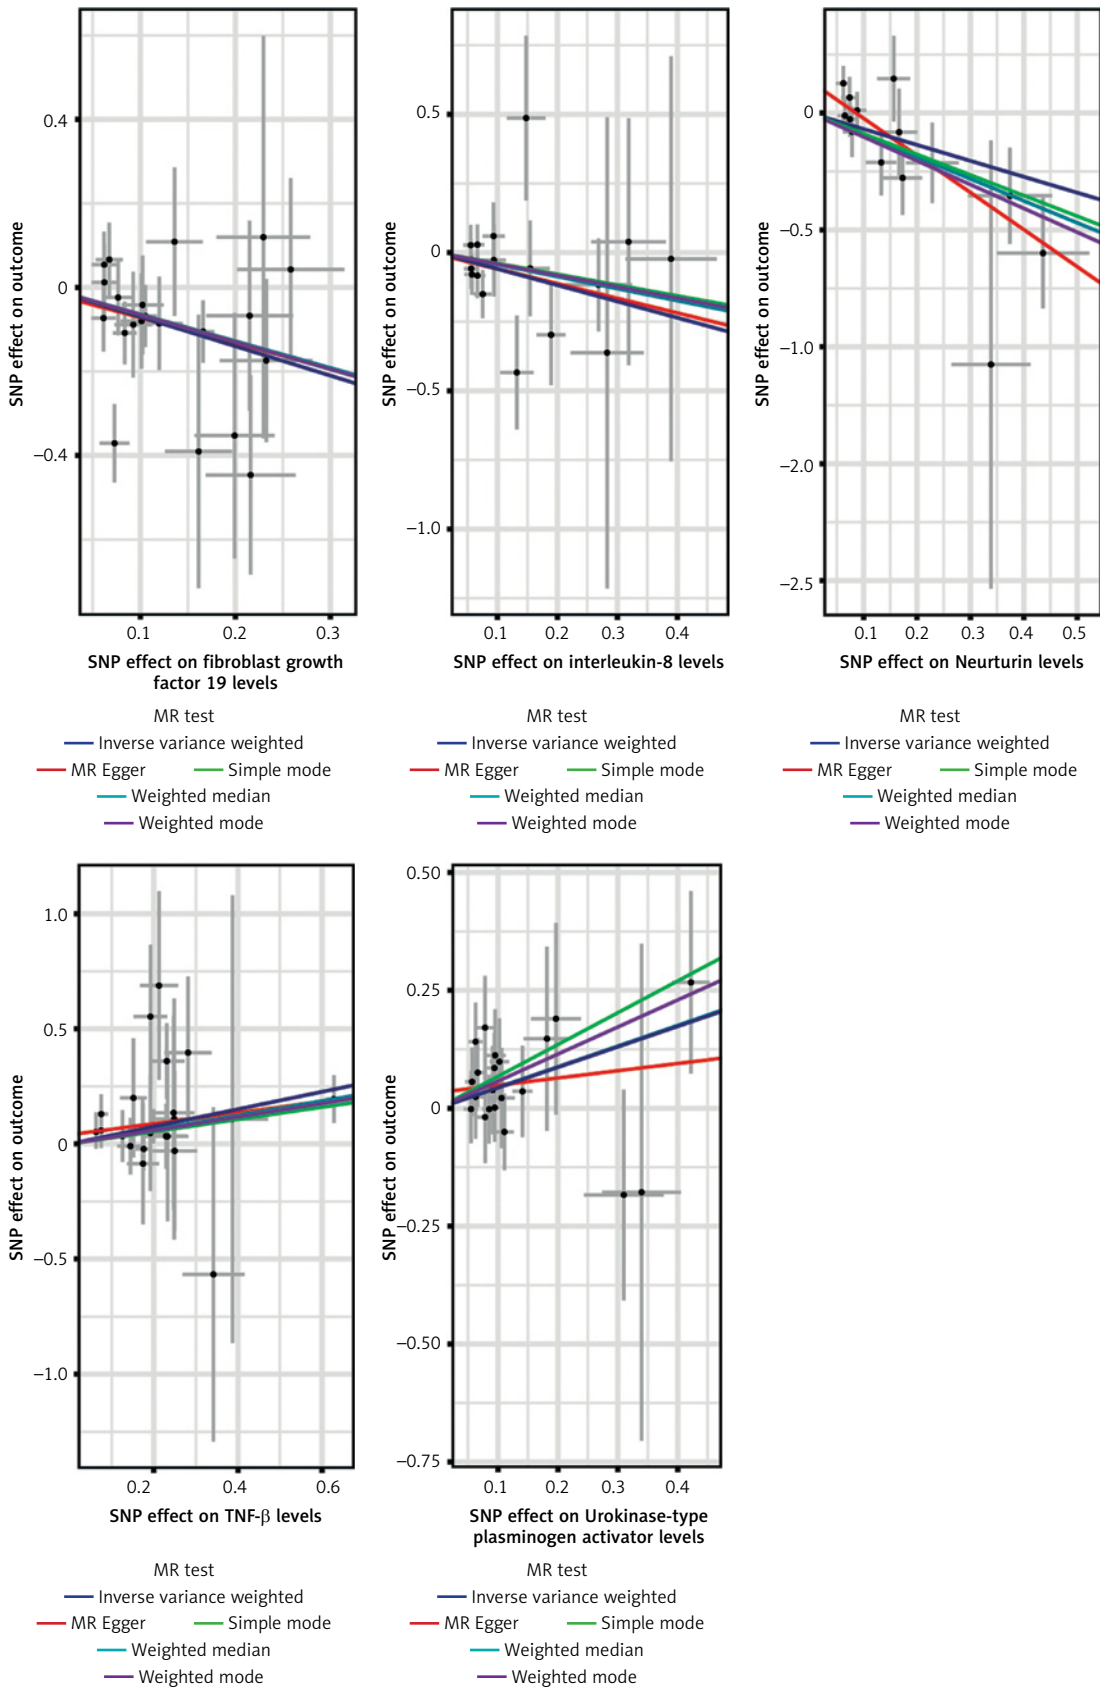 SNP effect on outcome
0.4
0
−0.4
0.1 0.2 0.3
SNP effect on fibroblast growth
factor 19 levels
MR test
Inverse variance weighted
MR Egger Simple mode
Weighted median
Weighted mode
SNP effect on outcome
0.5
0
−0.5
−1.0
0.1 0.2 0.3 0.4
SNP effect on interleukin-8 levels
MR test
Inverse variance weighted
MR Egger Simple mode
Weighted median
Weighted mode
SNP effect on outcome
0
−0.5
−1.0
−2.0
−2.5
0.1 0.2 0.3 0.4 0.5
SNP effect on Neurturin levels
MR test
Inverse variance weighted
MR Egger Simple mode
Weighted median
Weighted mode
SNP effect on outcome
1.0
0.5
0
−0.5
−1.0
0.2 0.4 0.6
SNP effect on TNF-β levels
MR test
Inverse variance weighted
MR Egger Simple mode
Weighted median
Weighted mode
SNP effect on outcome
0.50
0.25
0
−0.25
−0.50
−0.75
0.1 0.2 0.3 0.4
SNP effect on Urokinase-type
plasminogen activator levels
MR test
Inverse variance weighted
MR Egger Simple mode
Weighted median
Weighted mode